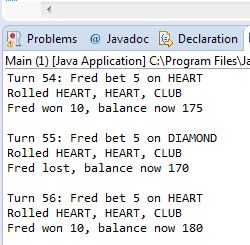 Problems @ Javadoc Declaration
Main (1) [Java Application] C:\Program Files\Ja
Turn 54: Fred bet 5 on HEART
Rolled HEART, HEART, CLUB
Fred won 10, balance now 175
Turn 55: Fred bet 5 on DIAMOND
Rolled HEART, HEART, CLUB
Fred lost, balance now 170
Turn 56: Fred bet 5 on HEART
Rolled HEART, HEART, CLUB
Fred won 10, balance now 180